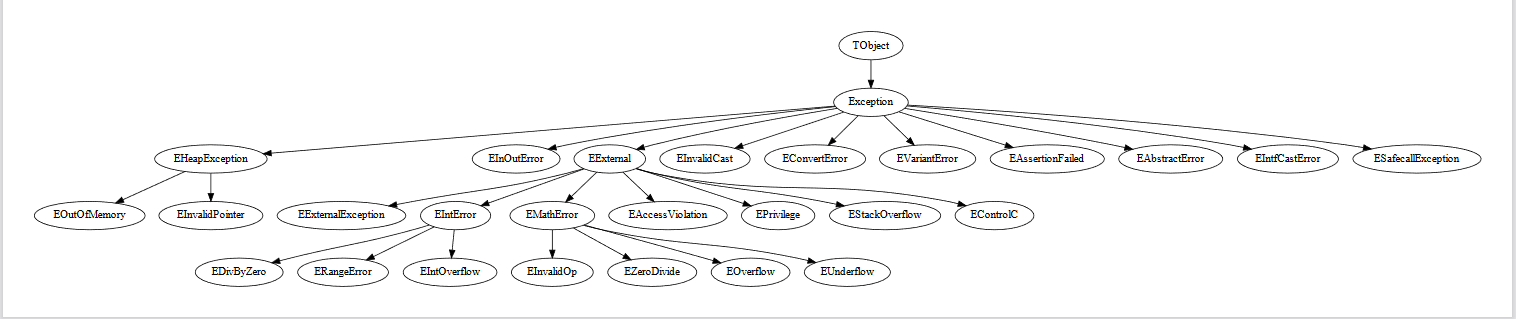 TObject
Exception
EHeapException
EInOutError
EExternal
EInvalidCast
EConvertError
EVariantError
EAssertionFailed
EAbstractError
EIntfCastError
ESafecallException
EOutOfMemory
EInvalidPointer
EExternalException
EIntError
EMathError
EAccessViolation
EPrivilege
EStackOverflow
EControlC
EDivByZero
ERangeError
EIntOverflow
EInvalidOp
EZeroDivide
EOverflow
EUnderflow